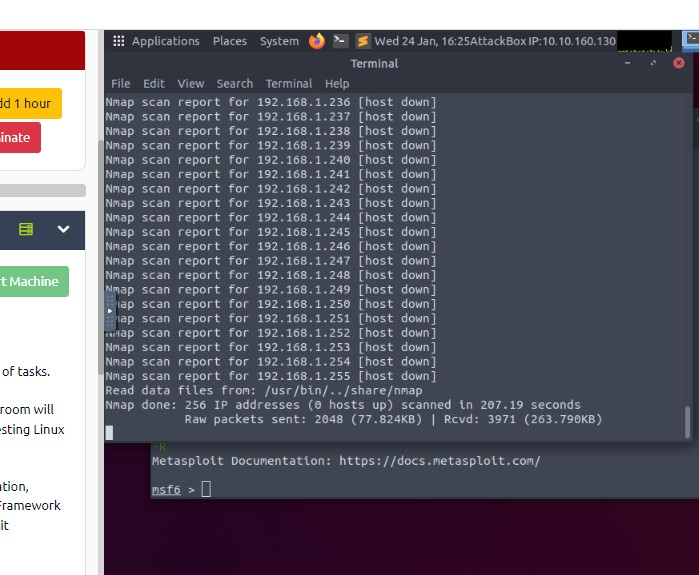 dd 1 hour
inate
t Machine
of tasks.
room will
esting Linux
ation,
Framework
it
Applications Places System Wed 24 Jan, 16:25 AttackBox IP:10.10.160.130
Terminal
File Edit View Search Terminal Help
Nmap scan report for 192.168.1.236 [host down]
Nmap scan report for 192.168.1.237 [host down]
Nmap scan report for 192.168.1.238 [host down]
Nmap scan report for 192.168.1.239 [host down]
Nmap scan report for 192.168.1.240 [host down]
Nmap scan report for 192.168.1.241 [host down]
Nmap scan report for 192.168.1.242 [host down]
Nmap scan report for 192.168.1.243 [host down]
Nmap scan report for 192.168.1.244 [host down]
Nmap scan report for 192.168.1.245 [host down]
Nmap scan report for 192.168.1.246 [host down]
Nmap scan report for 192.168.1.247 [host down]
Nmap scan report for 192.168.1.248 [host down]
Nmap scan report for 192.168.1.249 [host down]
Nmap scan report for 192.168.1.250 [host down]
Nmap scan report for 192.168.1.251 [host down]
Nmap scan report for 192.168.1.252 [host down]
Nmap scan report for 192.168.1.253 [host down]
Nmap scan report for 192.168.1.254 [host down]
Nmap scan report for 192.168.1.255 [host down]
Read data files from: /usr/bin/../share/nmap
Nmap done: 256 IP addresses (0 hosts up) scanned in 207.19 seconds
Raw packets sent: 2048 (77.824KB) | Rcvd: 3971 (263.790KB)
-R
Metasploit Documentation: https://docs.metasploit.com/
msf6 >